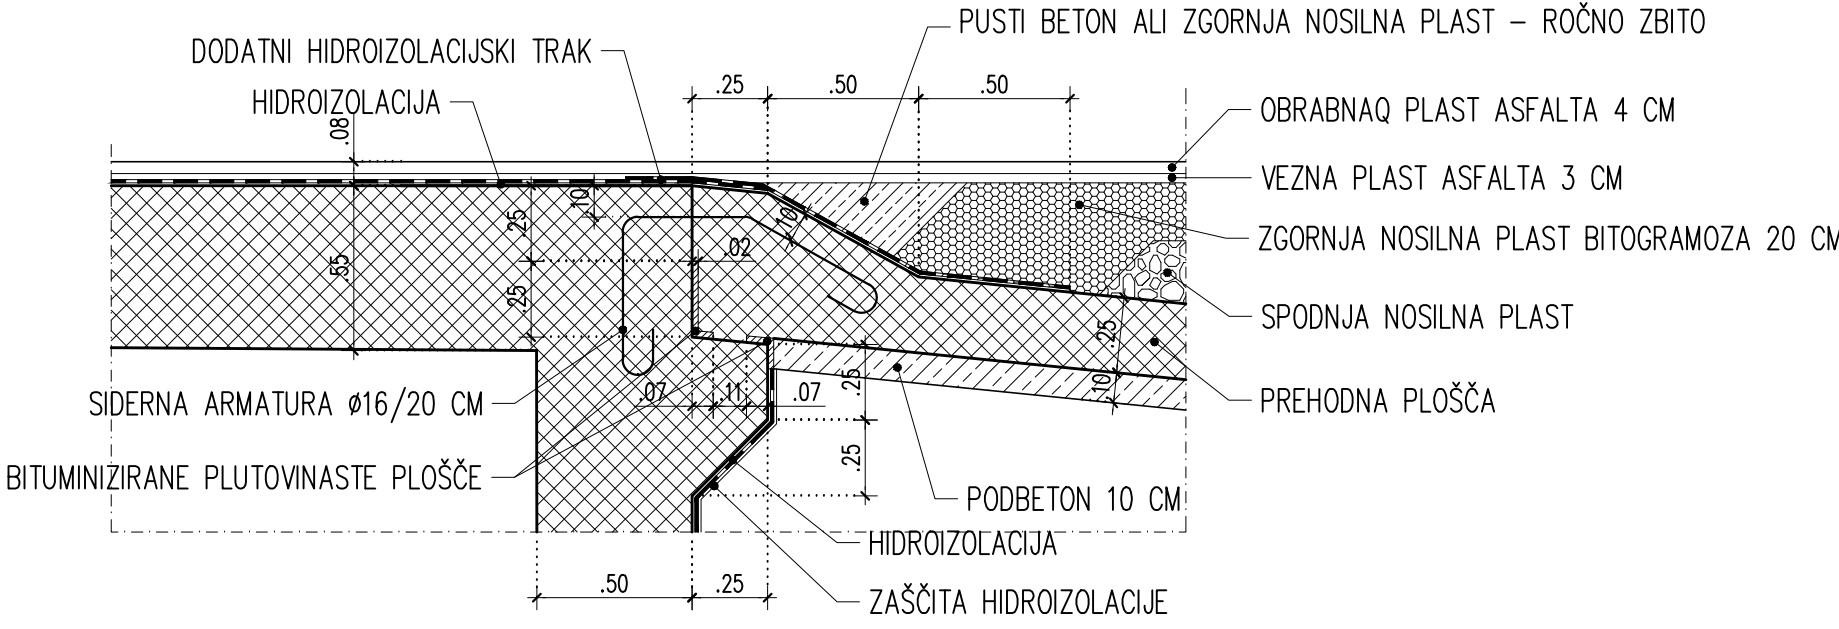 PUSTI BETON ALI ZGORNJA NOSILNA PLAST – ROČNO ZBITO
DODATNI HIDROIZOLACIJSKI TRAK
HIDROIZOLACIJA
.25
.50
.50
OBRABNAQ PLAST ASFALTA 4 CM
.08
VEZNA PLAST ASFALTA 3 CM
.10
.25
.10
.02
ZGORNJA NOSILNA PLAST BITOGRAMOZA 20 CM
.55
.25
SPODNJA NOSILNA PLAST
.25
.10
PREHODNA PLOŠČA
SIDERNA ARMATURA ø16/20 CM
.07
.11
.07
.25
.25
BITUMINIZIRANE PLUTOVINASTE PLOŠČE
PODBETON 10 CM
HIDROIZOLACIJA
.50
.25
ZAŠČITA HIDROIZOLACIJE